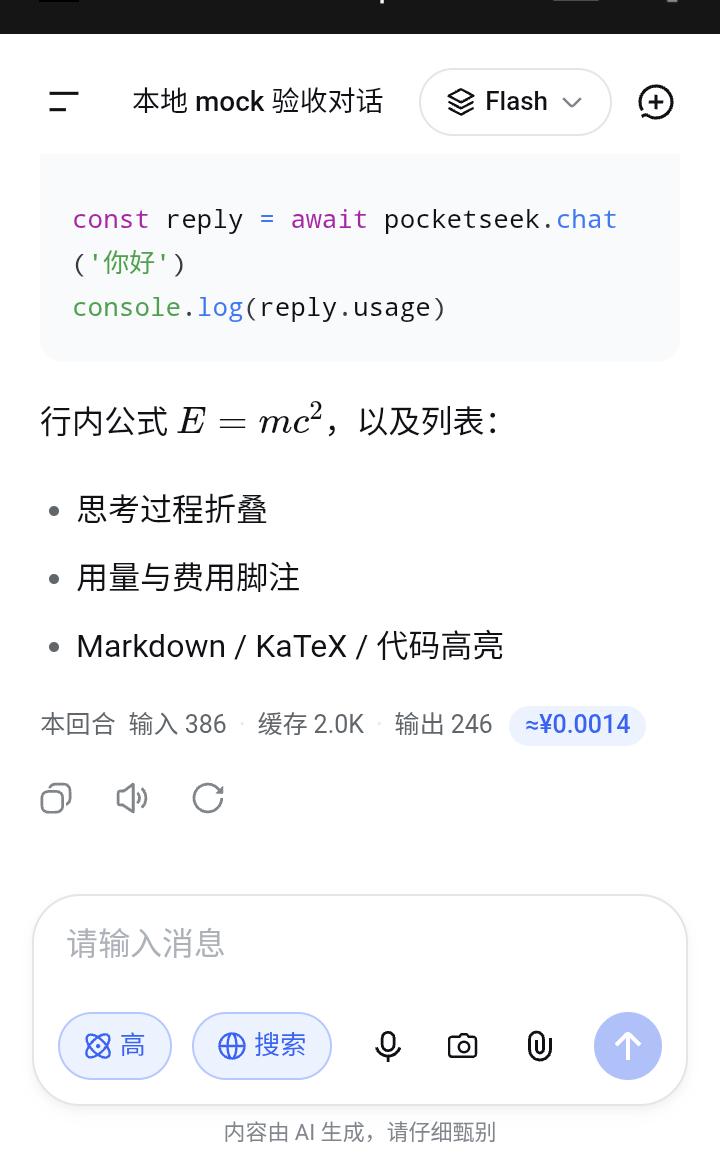 本地 mock 验收对话 Flash
const reply = await pocketseek.chat
('你好')
console.log(reply.usage)
行内公式 E = mc²，以及列表：
• 思考过程折叠
• 用量与费用脚注
• Markdown / KaTeX / 代码高亮
本回合 输入 386 · 缓存 2.0K · 输出 246 ≈¥0.0014
请输入消息
高 搜索
内容由 AI 生成，请仔细甄别